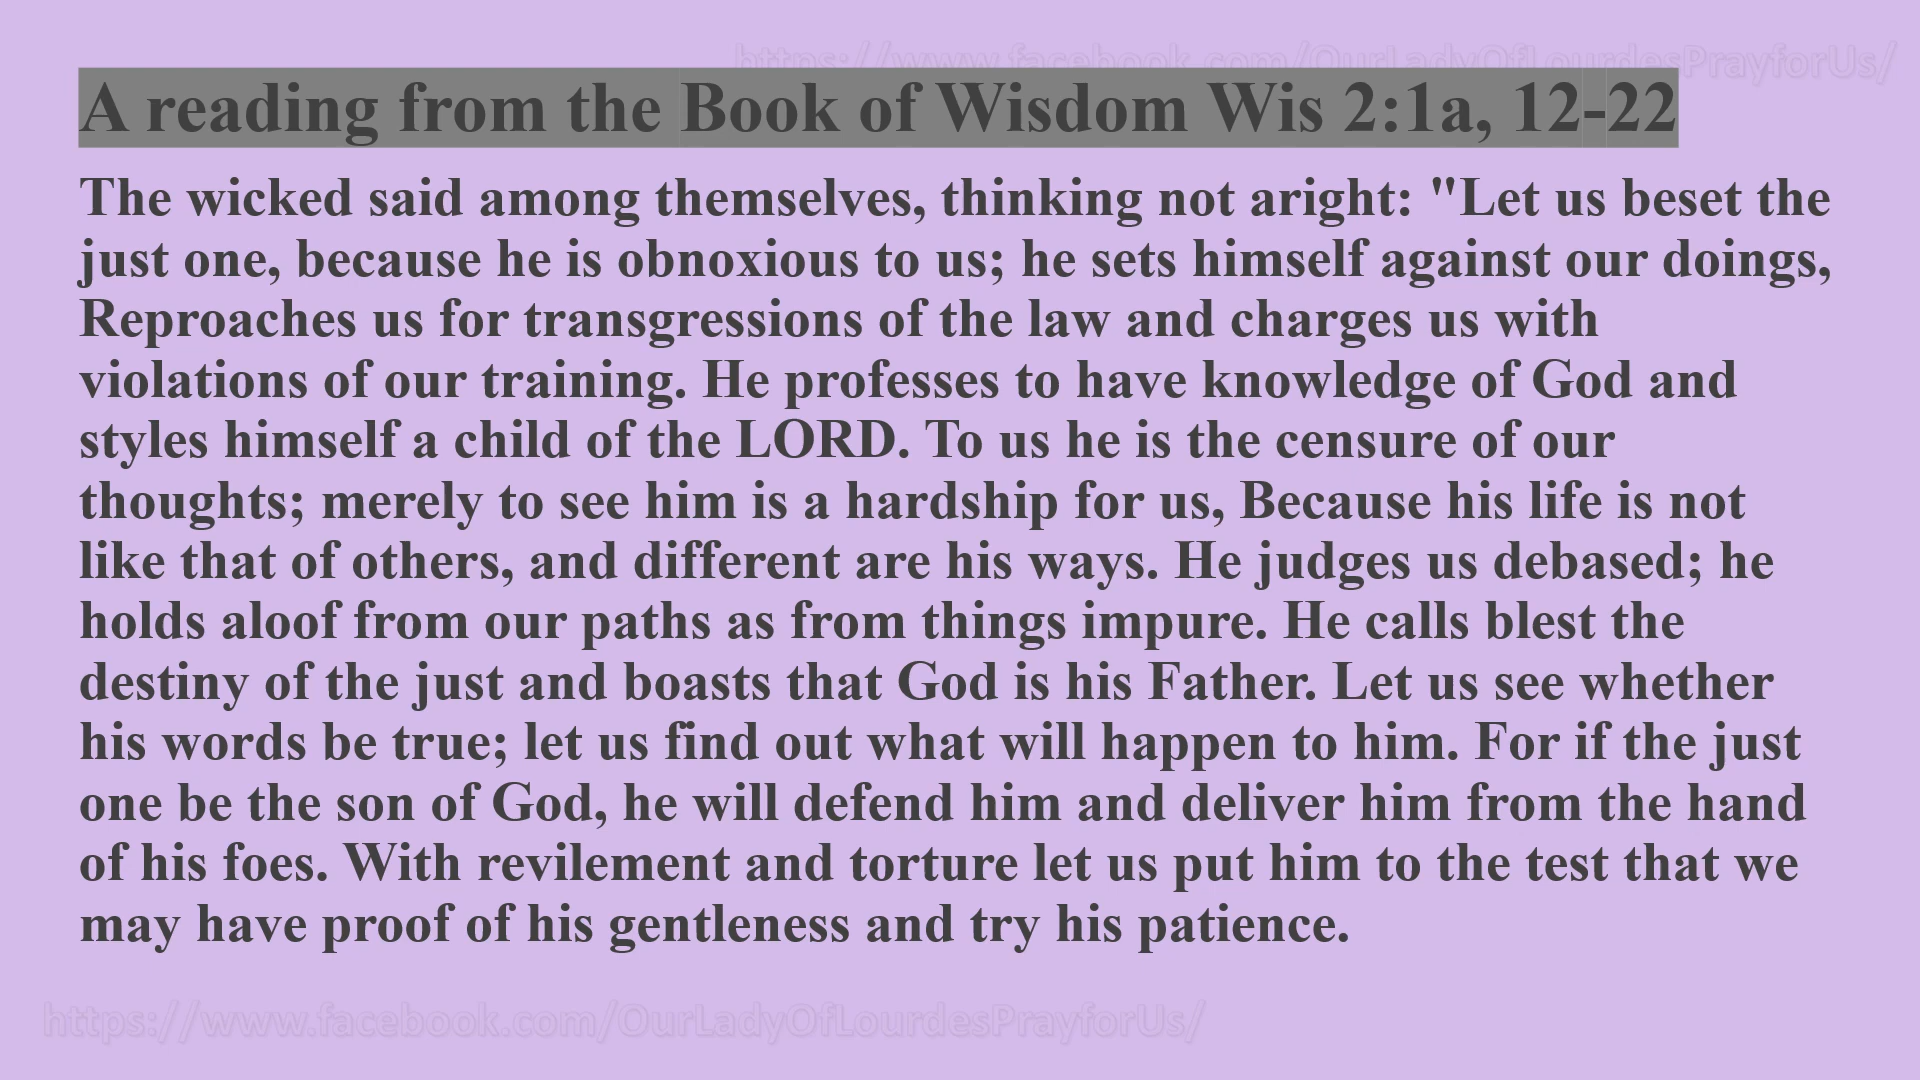 https://www.facebook.com/OurLadyOfLourdesPrayforUs/
A reading from the Book of Wisdom Wis 2:1a, 12-22
The wicked said among themselves, thinking not aright: "Let us beset the
just one, because he is obnoxious to us; he sets himself against our doings,
Reproaches us for transgressions of the law and charges us with
violations of our training. He professes to have knowledge of God and
styles himself a child of the LORD. To us he is the censure of our
thoughts; merely to see him is a hardship for us, Because his life is not
like that of others, and different are his ways. He judges us debased; he
holds aloof from our paths as from things impure. He calls blest the
destiny of the just and boasts that God is his Father. Let us see whether
his words be true; let us find out what will happen to him. For if the just
one be the son of God, he will defend him and deliver him from the hand
of his foes. With revilement and torture let us put him to the test that we
may have proof of his gentleness and try his patience.
https://www.facebook.com/OurLadyOfLourdesPrayforUs/